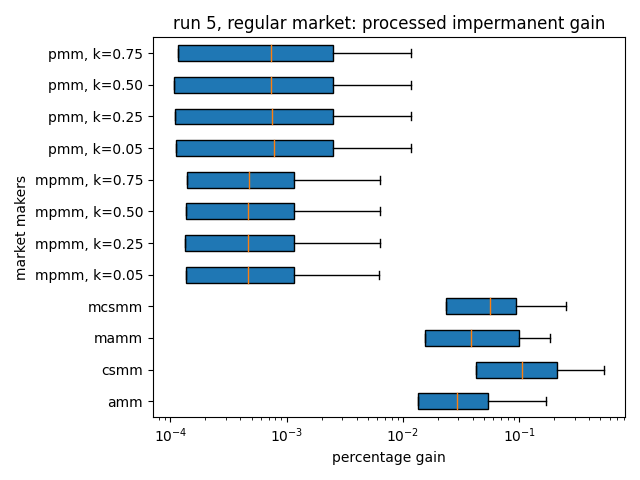 run 5, regular market: processed impermanent gain
pmm, k=0.75
pmm, k=0.50
pmm, k=0.25
pmm, k=0.05
mpmm, k=0.75
mpmm, k=0.50
mpmm, k=0.25
mpmm, k=0.05
mcsmm
mamm
csmm
amm
market makers
10⁻⁴ 10⁻³ 10⁻² 10⁻¹
percentage gain